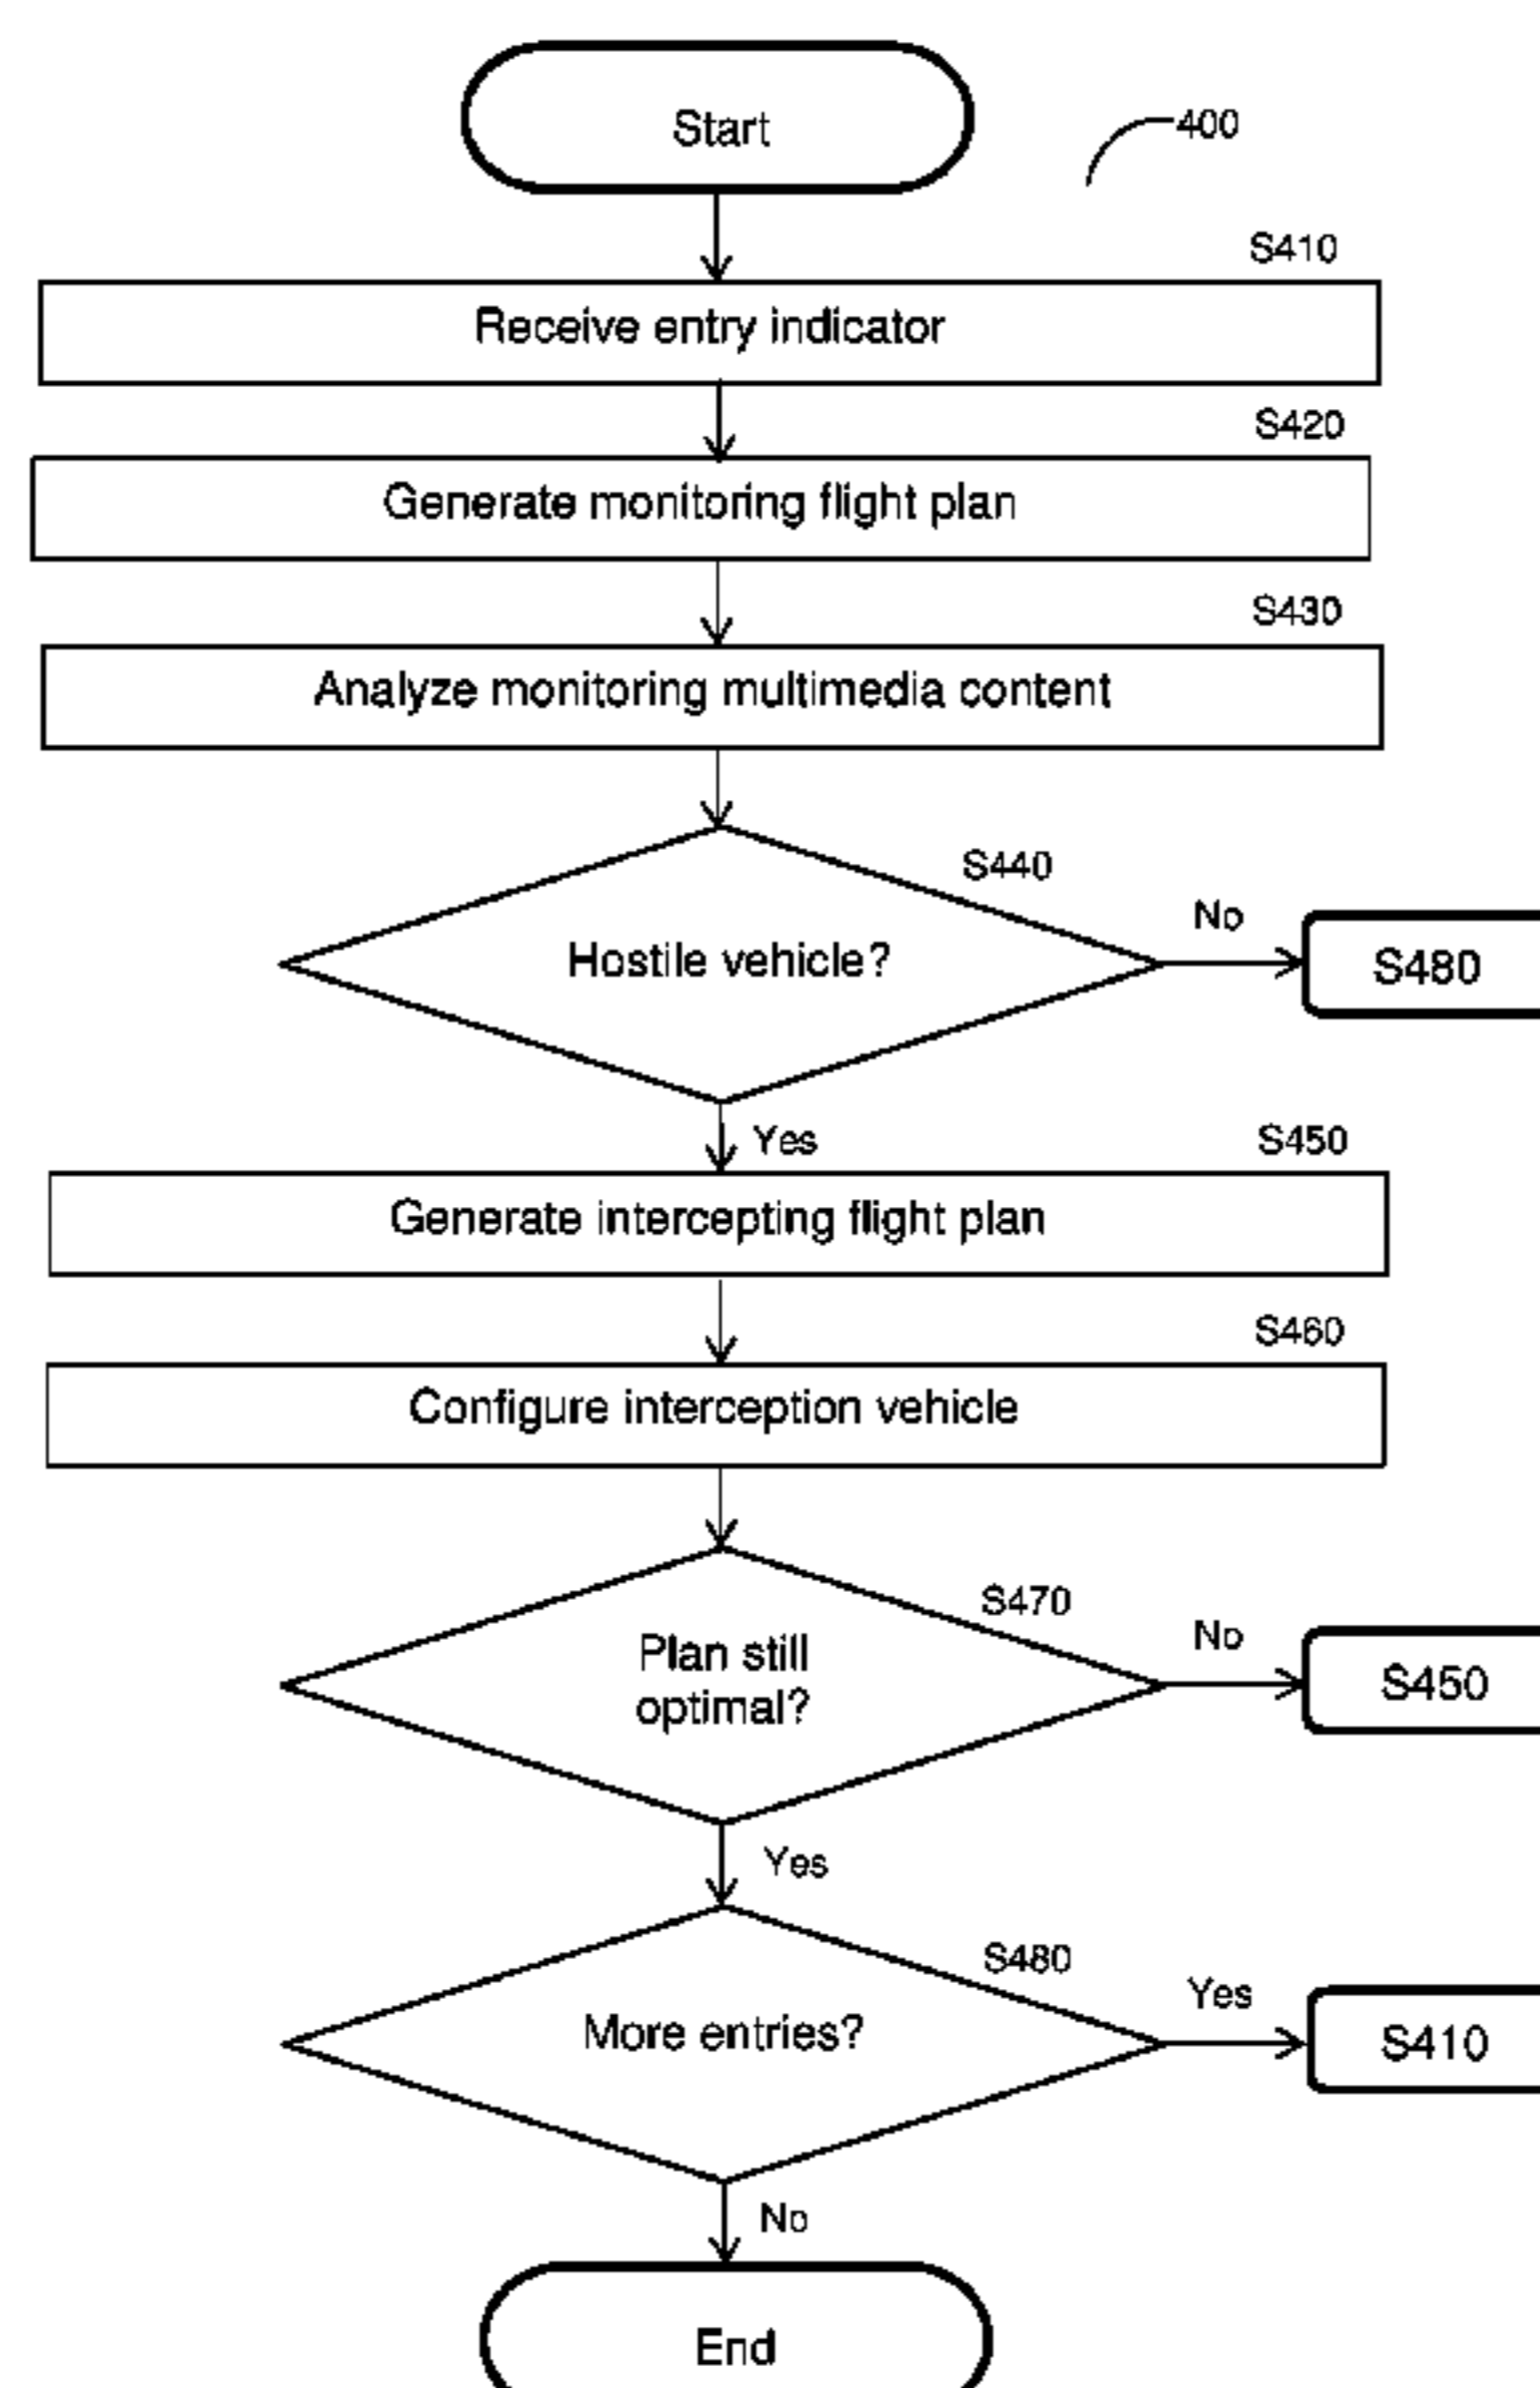 Start
400
S410
Receive entry indicator
S420
Generate monitoring flight plan
S430
Analyze monitoring multimedia content
S440
Hostile vehicle?
No
S480
Yes
S450
Generate intercepting flight plan
S460
Configure interception vehicle
S470
Plan still
optimal?
No
S450
Yes
S480
More entries?
Yes
S410
No
End